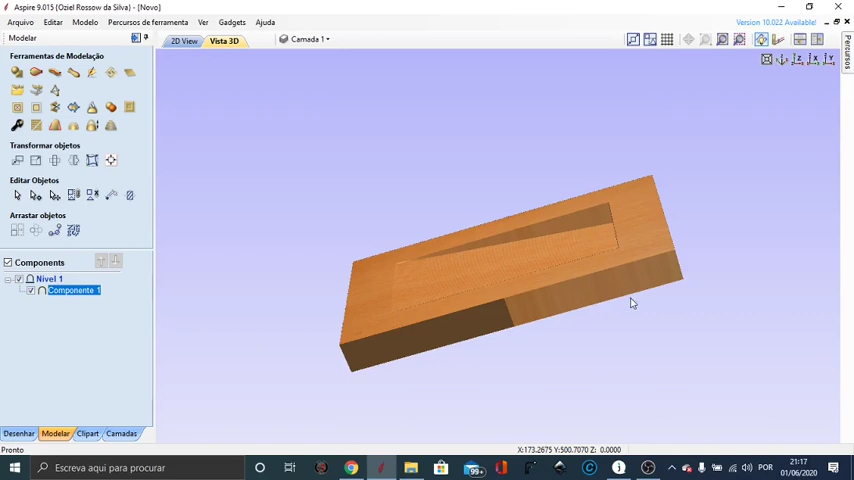 Aspire 9.015 (Oziel Rossow da Silva) - [Novo]
Arquivo Editar Modelo Percursos de ferramenta Ver Gadgets Ajuda Version 10.022 Available!
Modelar
2D View Vista 3D Camada 1
Percursos
Ferramentas de Modelação
Transformar objetos
Editar Objetos
Arrastar objetos
Components
Nivel 1
Componente 1
Desenhar Modelar Clipart Camadas
Pronto X:173.2675 Y:500.7070 Z: 0.0000
Escreva aqui para procurar
99+
POR
21:17
01/06/2020